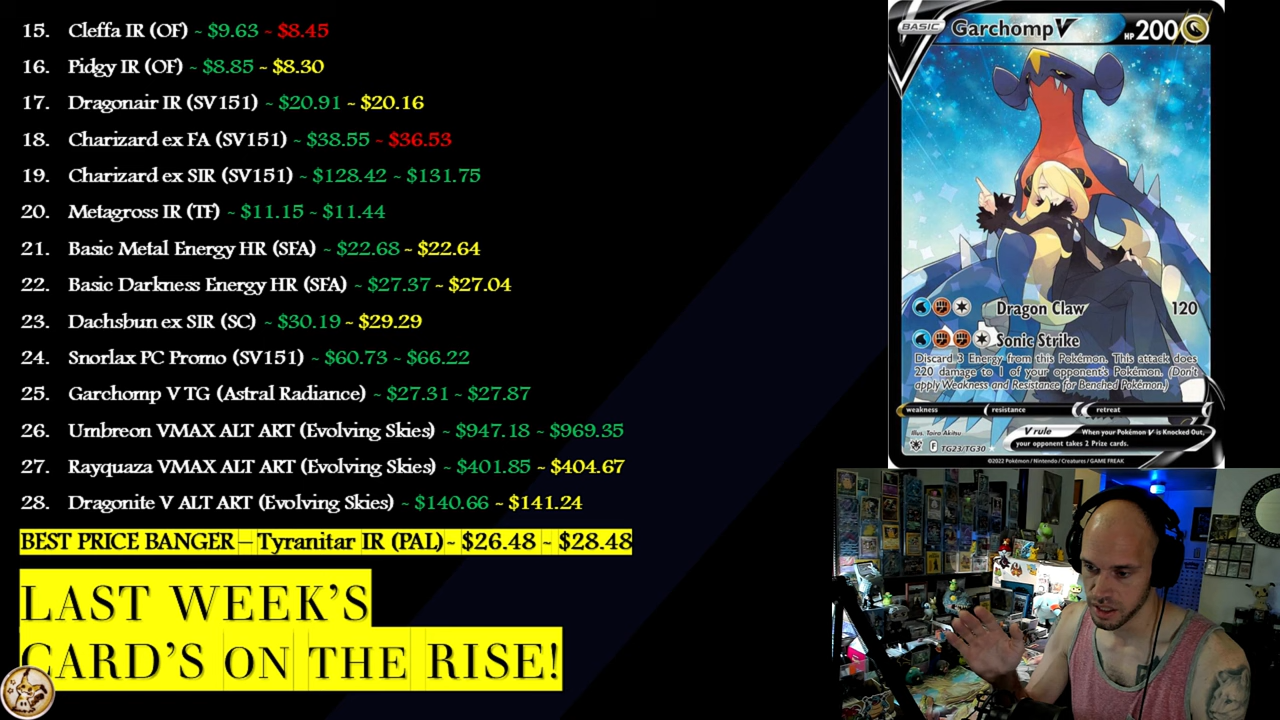 15. Cleffa IR (OF) ~ $9.63 ~ $8.45
16. Pidgy IR (OF) ~ $8.85 ~ $8.30
17. Dragonair IR (SV151) ~ $20.91 ~ $20.16
18. Charizard ex FA (SV151) ~ $38.55 ~ $36.53
19. Charizard ex SIR (SV151) ~ $128.42 ~ $131.75
20. Metagross IR (TF) ~ $11.15 ~ $11.44
21. Basic Metal Energy HR (SFA) ~ $22.68 ~ $22.64
22. Basic Darkness Energy HR (SFA) ~ $27.37 ~ $27.04
23. Dachsbun ex SIR (SC) ~ $30.19 ~ $29.29
24. Snorlax PC Promo (SV151) ~ $60.73 ~ $66.22
25. Garchomp V TG (Astral Radiance) ~ $27.31 ~ $27.87
26. Umbreon VMAX ALT ART (Evolving Skies) ~ $947.18 ~ $969.35
27. Rayquaza VMAX ALT ART (Evolving Skies) ~ $401.85 ~ $404.67
28. Dragonite V ALT ART (Evolving Skies) ~ $140.66 ~ $141.24
BEST PRICE BANGER – Tyranitar IR (PAL) ~ $26.48 ~ $28.48
LAST WEEK'S
CARD'S ON THE RISE!
BASIC Garchomp V HP 200
Dragon Claw 120
Sonic Strike
Discard 3 Energy from this Pokémon. This attack does
220 damage to 1 of your opponent's Pokémon. (Don't
apply Weakness and Resistance for Benched Pokémon.)
weakness resistance retreat
Illus. Taira Akitsu
V rule When your Pokémon V is Knocked Out,
your opponent takes 2 Prize cards.
F TG23/TG30
©2022 Pokémon / Nintendo / Creatures / GAME FREAK